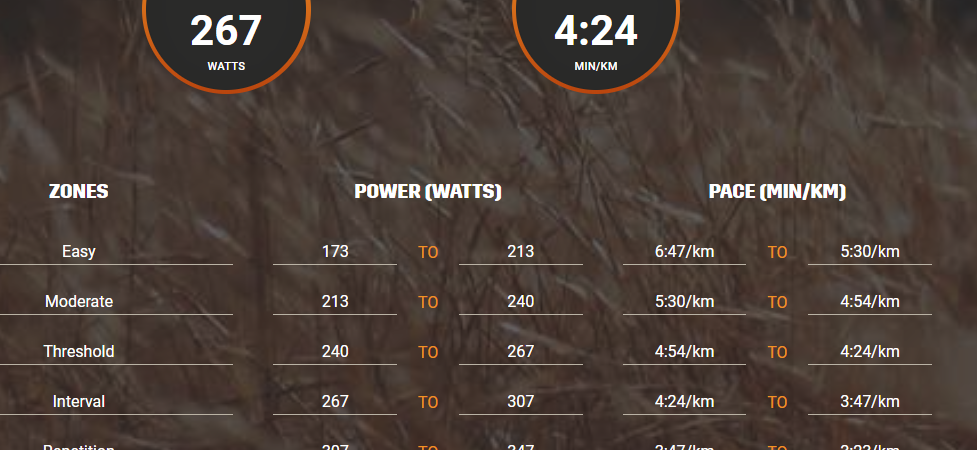 267 4:24
WATTS MIN/KM
ZONES POWER (WATTS) PACE (MIN/KM)
Easy 173 TO 213 6:47/km TO 5:30/km
Moderate 213 TO 240 5:30/km TO 4:54/km
Threshold 240 TO 267 4:54/km TO 4:24/km
Interval 267 TO 307 4:24/km TO 3:47/km
Repetition 307 TO 347 3:47/km TO